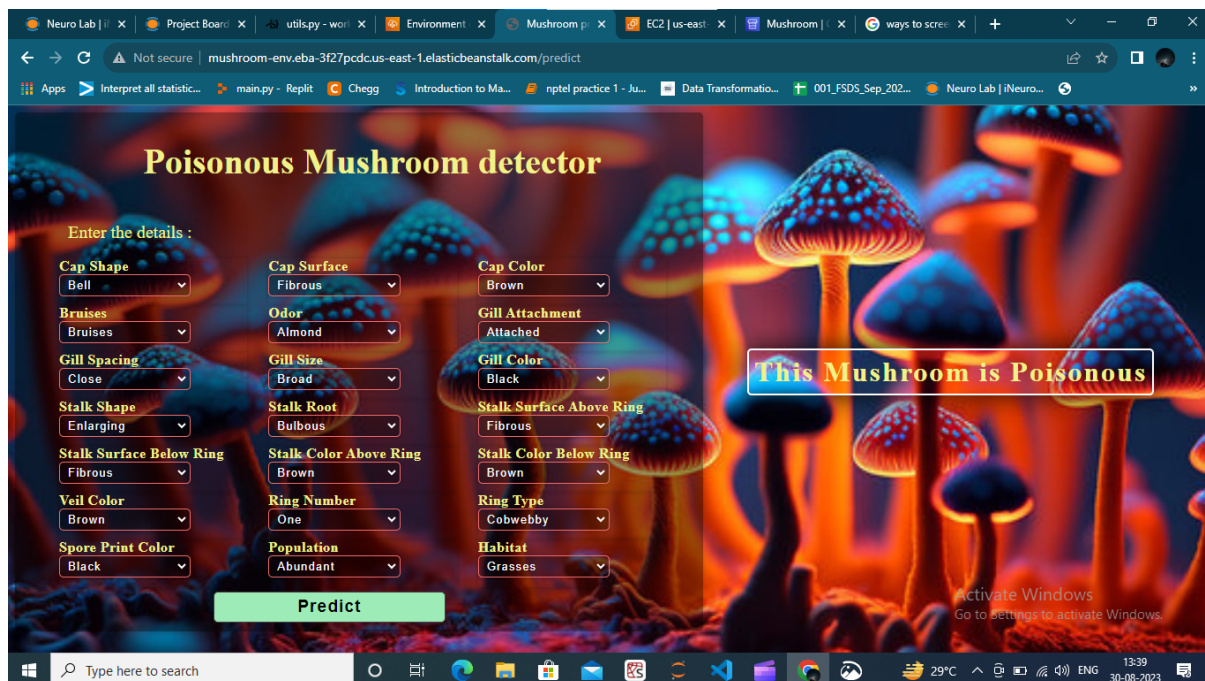 Neuro Lab | i
Project Board
utils.py - worl
Environment
Mushroom p
EC2 | us-east-
Mushroom | (
ways to scree
Not secure | mushroom-env.eba-3f27pcdc.us-east-1.elasticbeanstalk.com/predict
Apps
Interpret all statistic...
main.py - Replit
Chegg
Introduction to Ma...
nptel practice 1 - Ju...
Data Transformatio...
001_FSDS_Sep_202...
Neuro Lab | iNeuro...
»
Poisonous Mushroom detector
Enter the details :
Cap Shape Cap Surface Cap Color
Bell Fibrous Brown
Bruises Odor Gill Attachment
Bruises Almond Attached
Gill Spacing Gill Size Gill Color
Close Broad Black
Stalk Shape Stalk Root Stalk Surface Above Ring
Enlarging Bulbous Fibrous
Stalk Surface Below Ring Stalk Color Above Ring Stalk Color Below Ring
Fibrous Brown Brown
Veil Color Ring Number Ring Type
Brown One Cobwebby
Spore Print Color Population Habitat
Black Abundant Grasses
Predict
This Mushroom is Poisonous
Activate Windows
Go to Settings to activate Windows.
Type here to search
29°C
ENG
13:39
30-08-2023